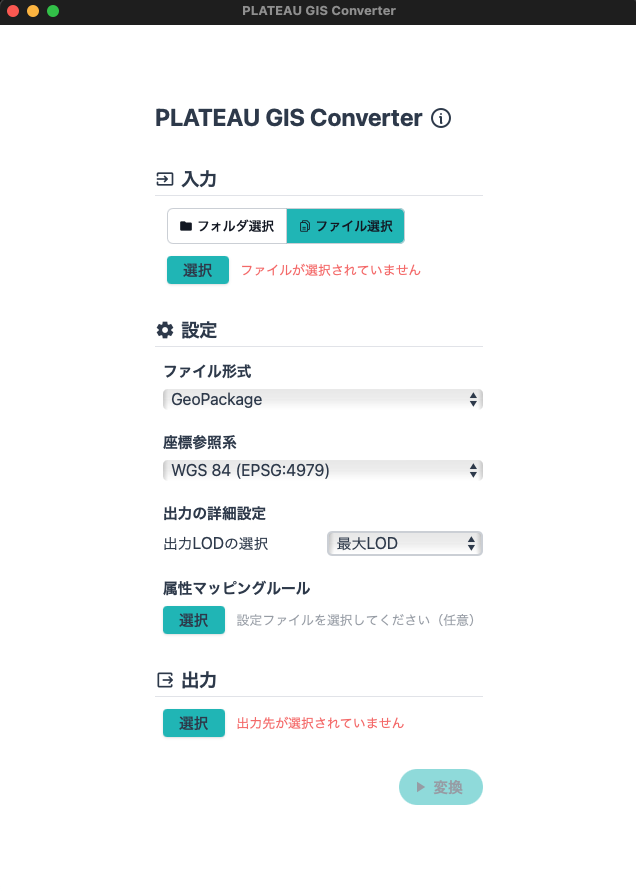 PLATEAU GIS Converter
PLATEAU GIS Converter
入力
フォルダ選択 ファイル選択
選択 ファイルが選択されていません
設定
ファイル形式
GeoPackage
座標参照系
WGS 84 (EPSG:4979)
出力の詳細設定
出力LODの選択 最大LOD
属性マッピングルール
選択 設定ファイルを選択してください（任意）
出力
選択 出力先が選択されていません
変換